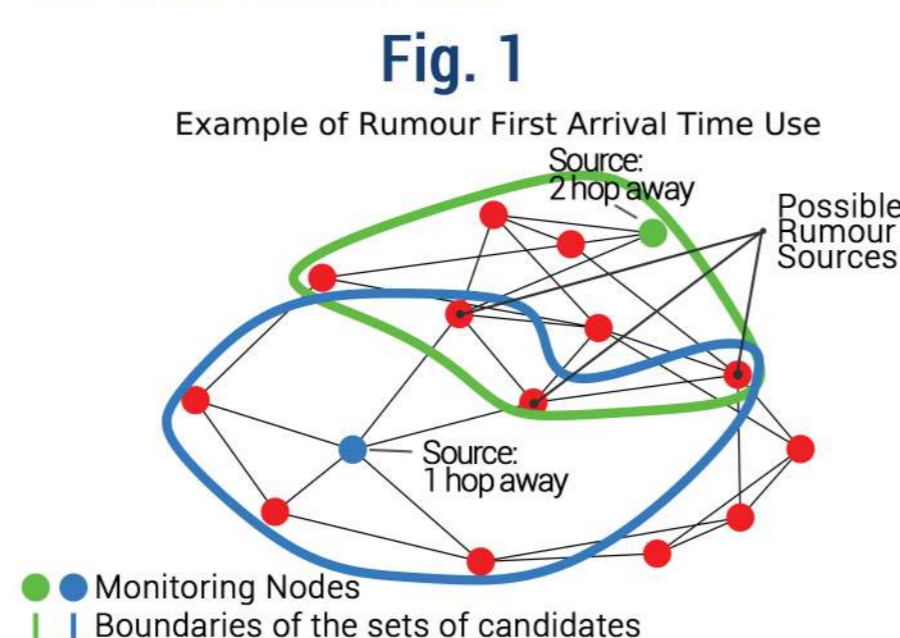 Fig. 1
Example of Rumour First Arrival Time Use
Source:
2 hop away
Possible
Rumour
Sources
Source:
1 hop away
Monitoring Nodes
Boundaries of the sets of candidates